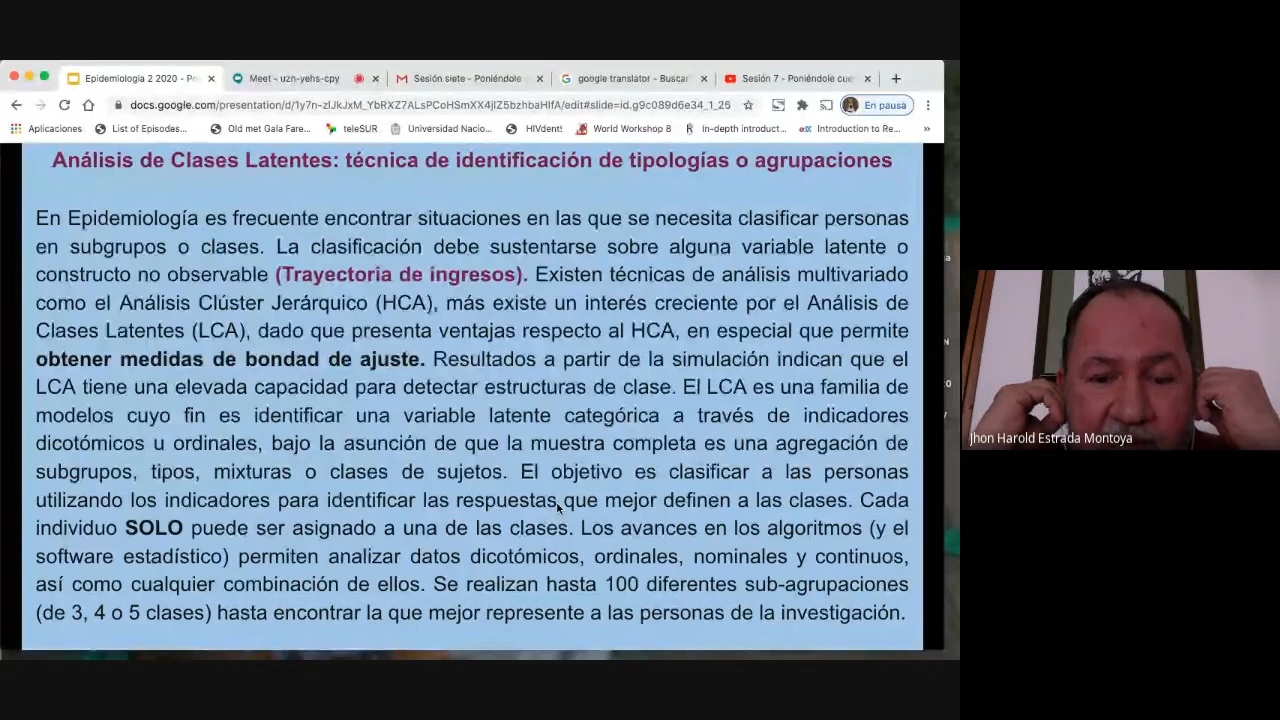 Epidemiologia 2 2020 - Pr
Meet - uzn-yehs-cpy
Sesión siete - Poniéndole
google translator - Buscar
Sesión 7 - Poniéndole cue
docs.google.com/presentation/d/1y7n-zlJkJxM_YbRXZ7ALsPCoHSmXX4jIZ5bzhbaHlfA/edit#slide=id.g9c089d6e34_1_26
En pausa
Aplicaciones
List of Episodes...
Old met Gala Fare...
teleSUR
Universidad Nacio...
HIVdent!
World Workshop 8
In-depth introduct...
Introduction to Re...
»
Análisis de Clases Latentes: técnica de identificación de tipologías o agrupaciones
En Epidemiología es frecuente encontrar situaciones en las que se necesita clasificar personas
en subgrupos o clases. La clasificación debe sustentarse sobre alguna variable latente o
constructo no observable (Trayectoria de ingresos). Existen técnicas de análisis multivariado
como el Análisis Clúster Jerárquico (HCA), más existe un interés creciente por el Análisis de
Clases Latentes (LCA), dado que presenta ventajas respecto al HCA, en especial que permite
obtener medidas de bondad de ajuste. Resultados a partir de la simulación indican que el
LCA tiene una elevada capacidad para detectar estructuras de clase. El LCA es una familia de
modelos cuyo fin es identificar una variable latente categórica a través de indicadores
dicotómicos u ordinales, bajo la asunción de que la muestra completa es una agregación de
subgrupos, tipos, mixturas o clases de sujetos. El objetivo es clasificar a las personas
utilizando los indicadores para identificar las respuestas que mejor definen a las clases. Cada
individuo SOLO puede ser asignado a una de las clases. Los avances en los algoritmos (y el
software estadístico) permiten analizar datos dicotómicos, ordinales, nominales y continuos,
así como cualquier combinación de ellos. Se realizan hasta 100 diferentes sub-agrupaciones
(de 3, 4 o 5 clases) hasta encontrar la que mejor represente a las personas de la investigación.
Jhon Harold Estrada Montoya